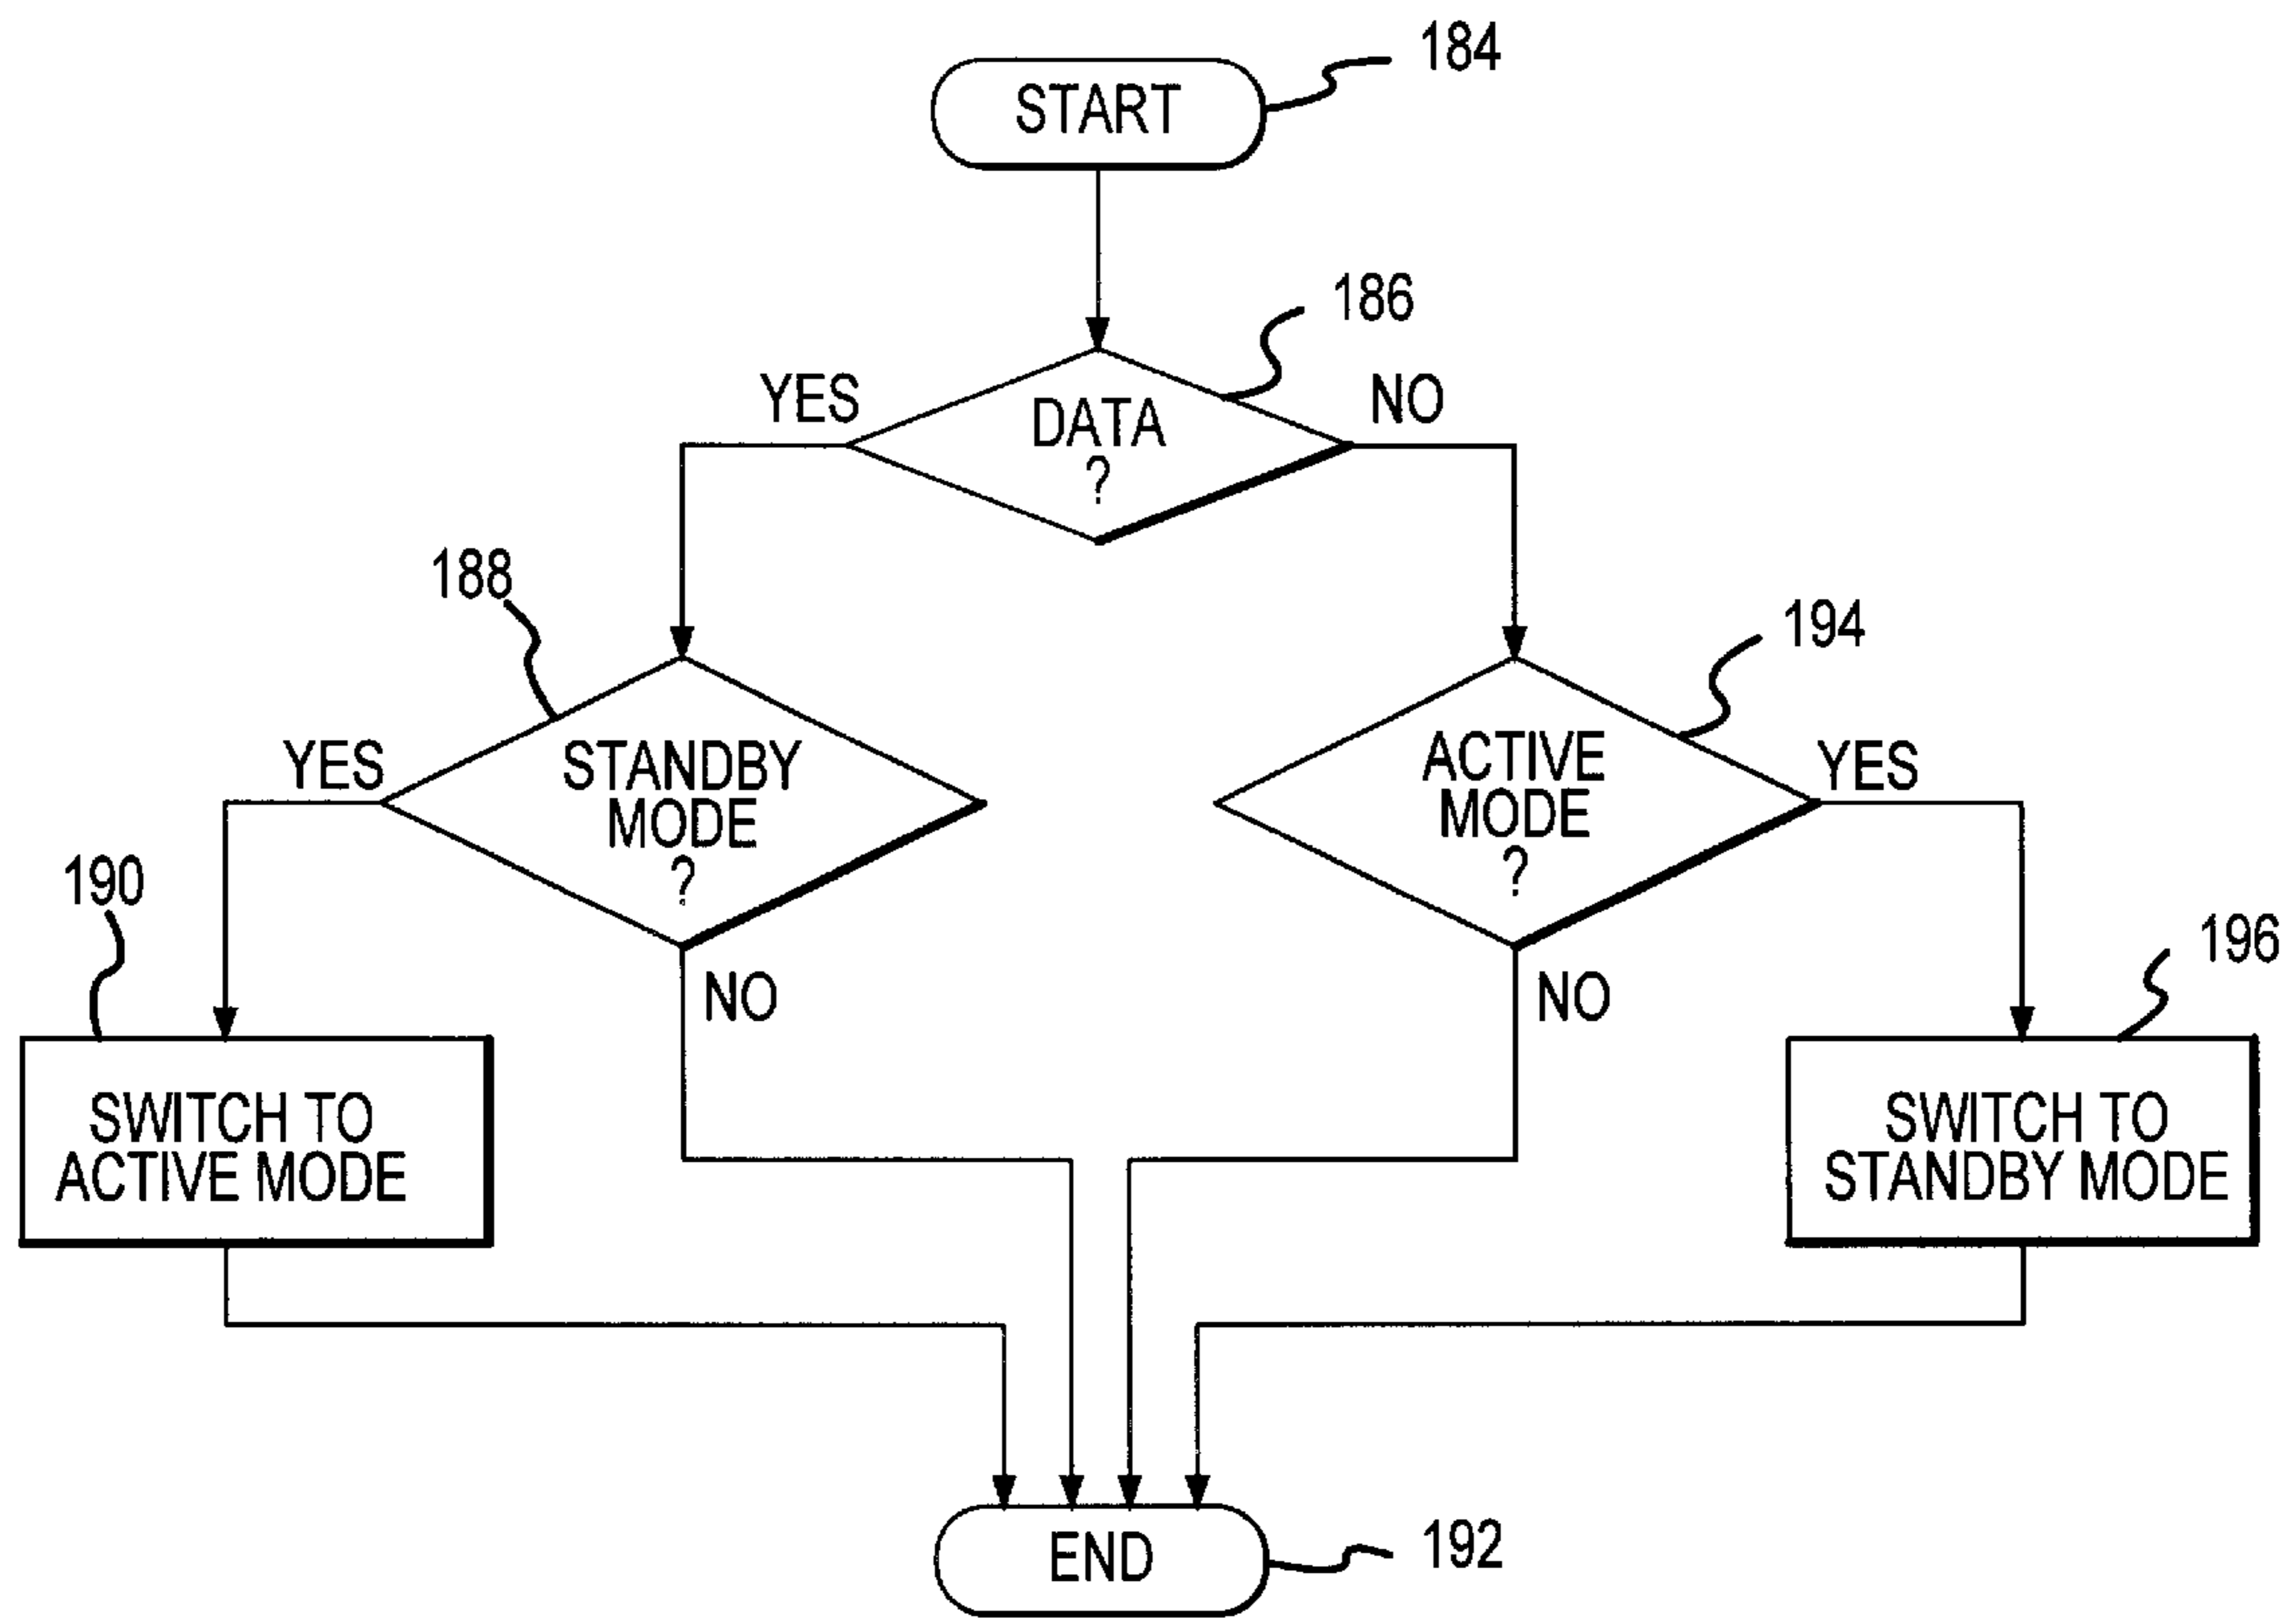 184
START
186
YES
NO
DATA
?
188
194
YES
STANDBY
MODE
?
ACTIVE
MODE
?
YES
190
196
NO
NO
SWITCH TO
ACTIVE MODE
SWITCH TO
STANDBY MODE
END
192